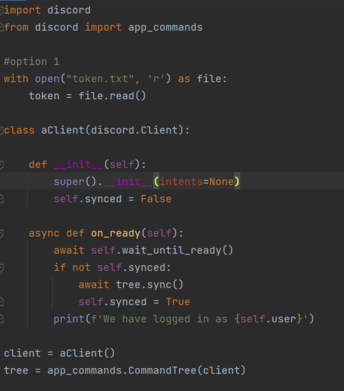 import discord
from discord import app_commands
#option 1
with open("token.txt", 'r') as file:
    token = file.read()
class aClient(discord.Client):
    def __init__(self):
        super().__init__(intents=None)
        self.synced = False
    async def on_ready(self):
        await self.wait_until_ready()
        if not self.synced:
            await tree.sync()
            self.synced = True
        print(f'We have logged in as {self.user}')
client = aClient()
tree = app_commands.CommandTree(client)